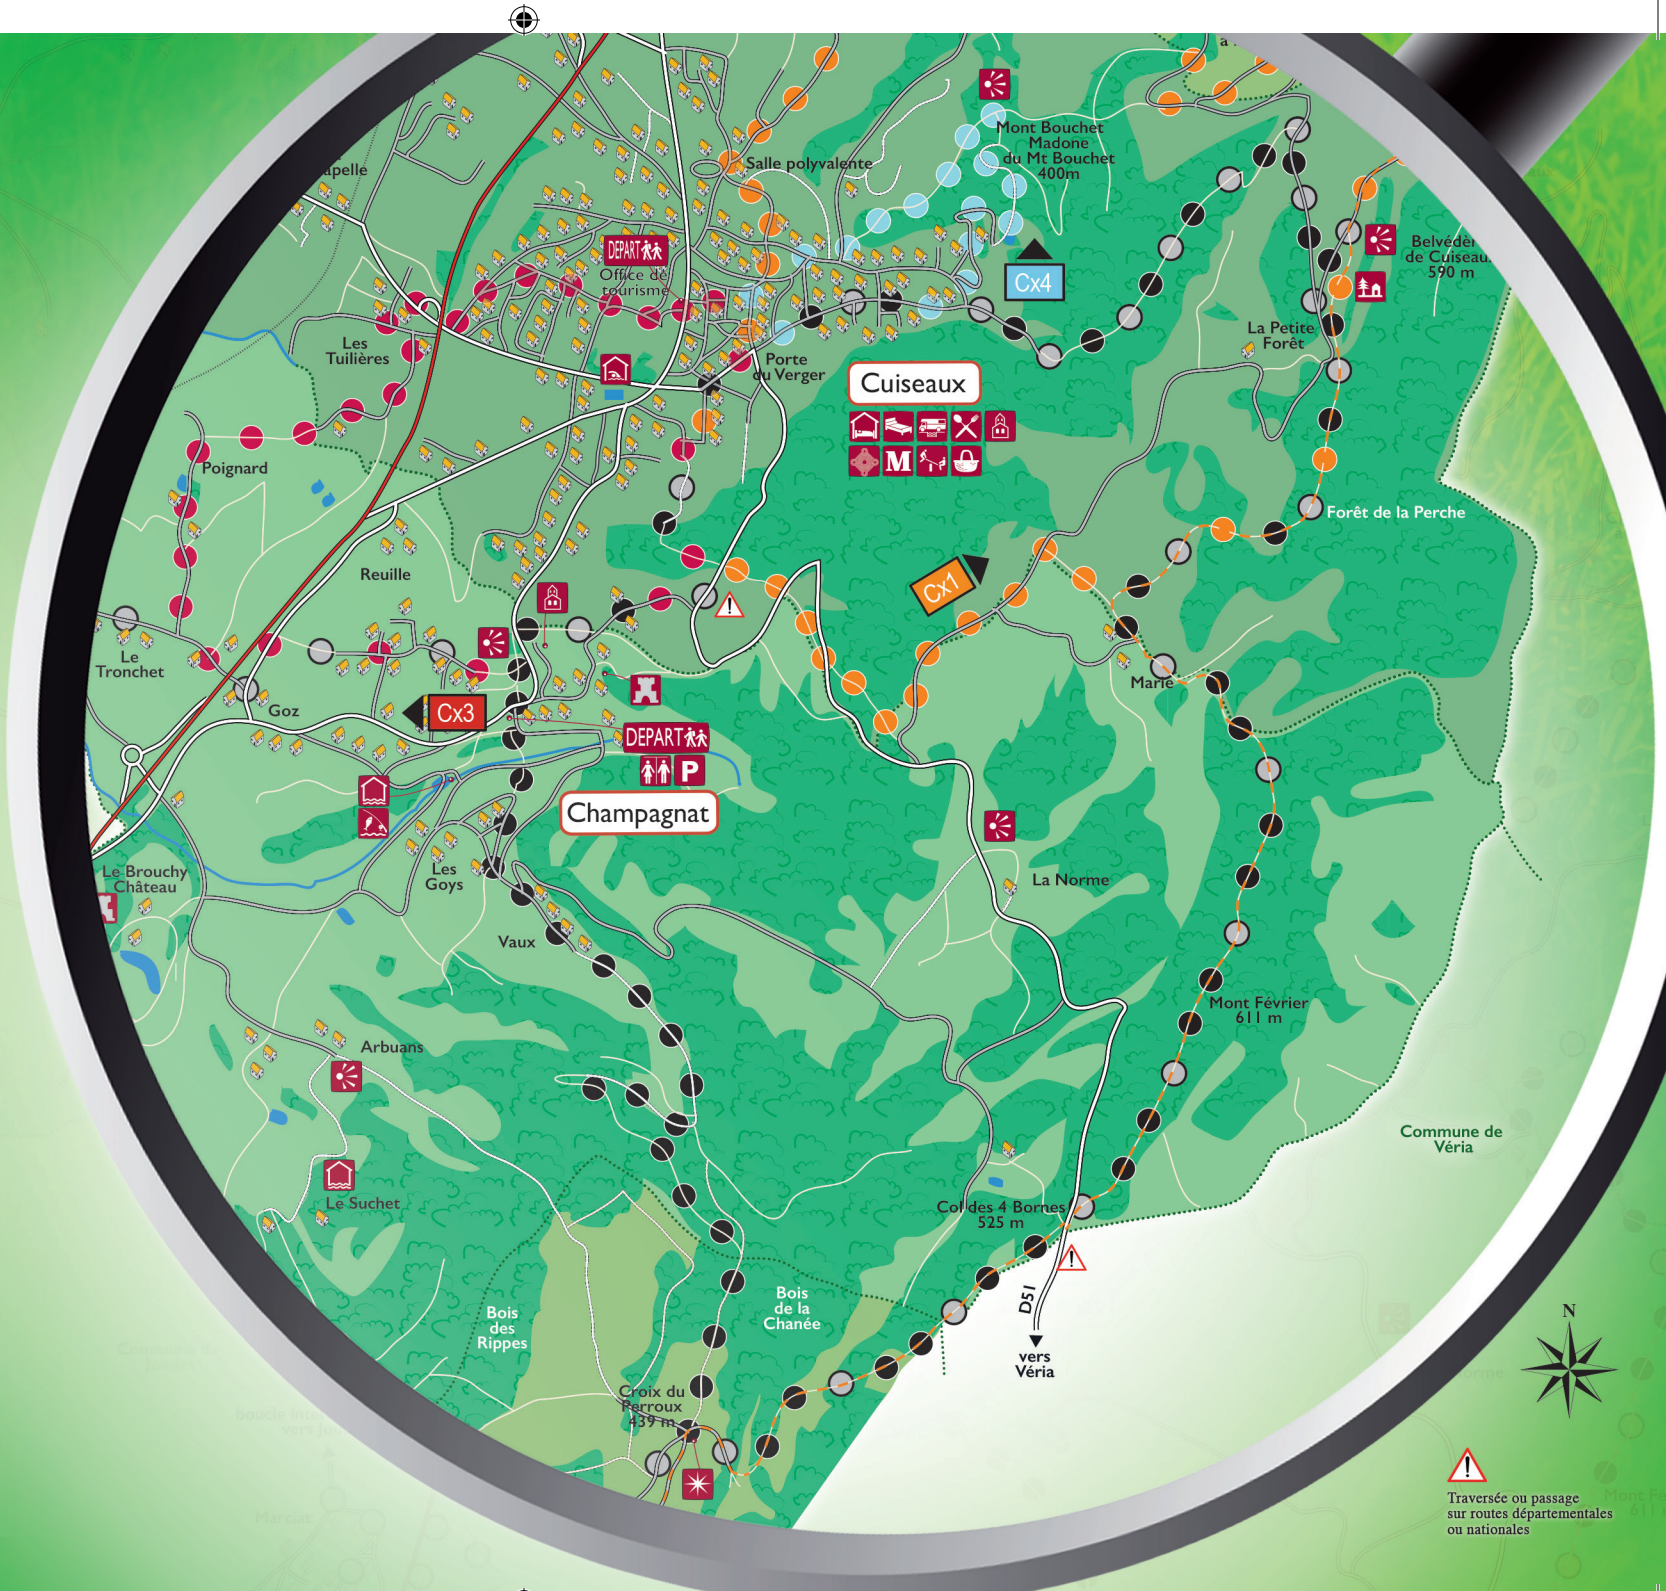 apelle
Salle polyvalente
Mont Bouchet
Madone
du Mt Bouchet
400m
DEPART
Office de
tourisme
Cx4
Belvédèr
de Cuiseau
590 m
Les
Tuilières
La Petite
Forêt
Porte
du Verger
Cuiseaux
M
Poignard
Forêt de la Perche
Reuille
Cx1
Le
Tronchet
Marie
Goz
Cx3
DEPART
P
Champagnat
Le Brouchy
Château
Les
Goys
La Norme
Vaux
Mont Février
611 m
Arbuans
Commune de
Véria
Le Suchet
Col des 4 Bornes
525 m
D51
Bois
de la
Chanée
Bois
des
Rippes
vers
Véria
N
Croix du
Perroux
439 m
Traversée ou passage
sur routes départementales
ou nationales